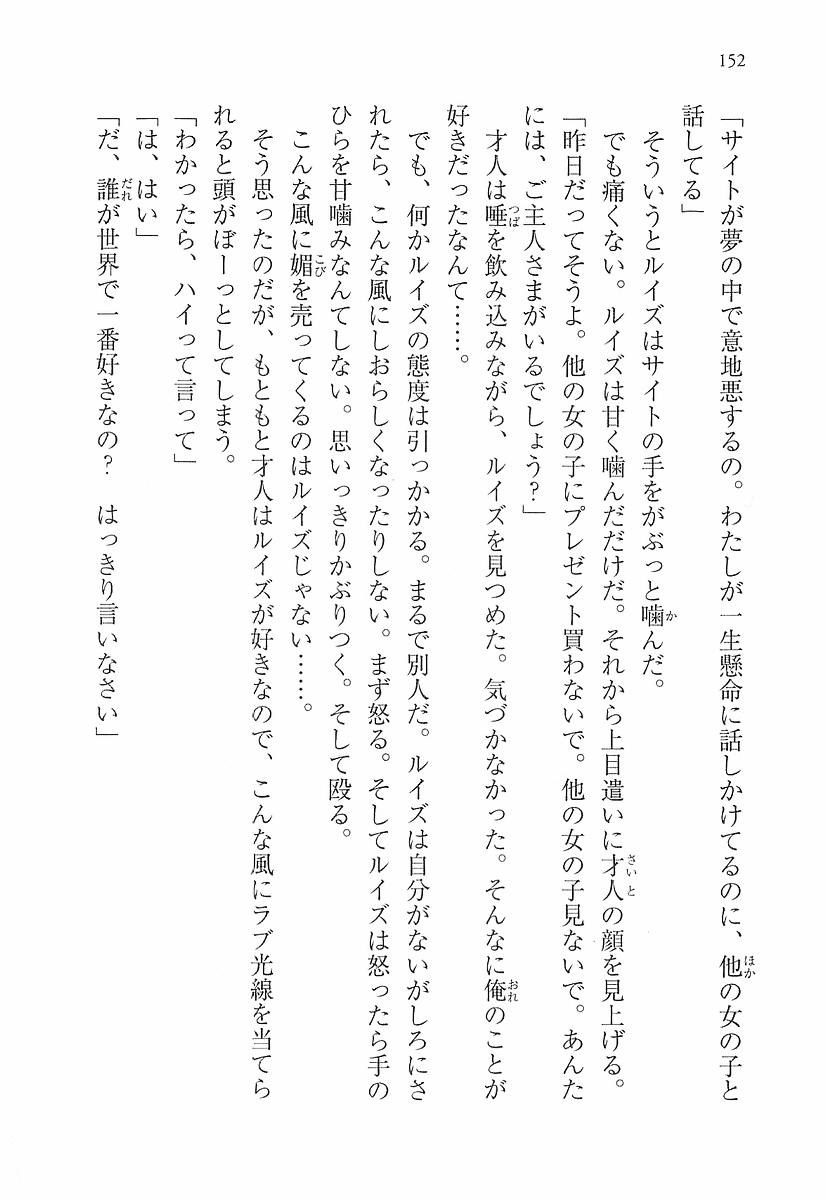 152
「サイトが夢の中で意地悪するの。わたしが一生懸命に話しかけてるのに、他の女の子と
話してる」
そういうとルイズはサイトの手をがぶっと噛んだ。
でも痛くない。ルイズは甘く噛んだだけだ。それから上目遣いに才人の顔を見上げる。
「昨日だってそうよ。他の女の子にプレゼント買わないで。他の女の子見ないで。あんた
には、ご主人さまがいるでしょう?」
才人は唾を飲み込みながら、ルイズを見つめた。気づかなかった。そんなに俺のことが
好きだったなんて……。
でも、何かルイズの態度は引っかかる。まるで別人だ。ルイズは自分がないがしろにさ
れたら、こんな風にしおらしくなったりしない。まず怒る。そしてルイズは怒ったら手の
ひらを甘噛みなんてしない。思いっきりかぶりつく。そして殴る。
こんな風に媚を売ってくるのはルイズじゃない……。
そう思ったのだが、もともと才人はルイズが好きなので、こんな風にラブ光線を当てら
れると頭がぼーっとしてしまう。
「わかったら、ハイって言って」
「は、はい」
「だ、誰が世界で一番好きなの? はっきり言いなさい」